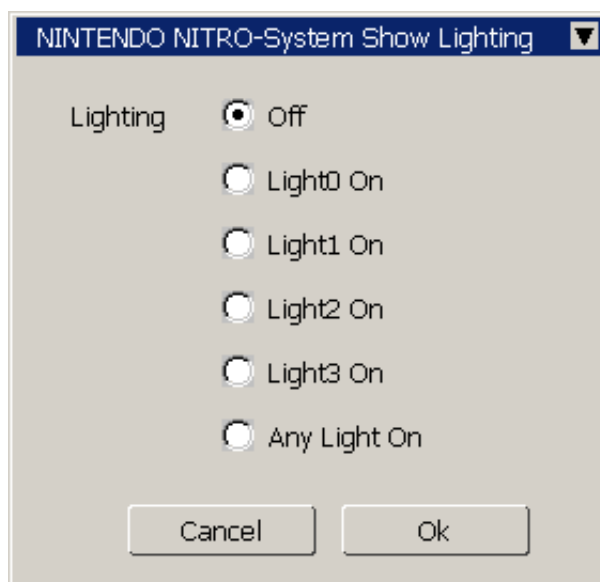 NINTENDO NITRO-System Show Lighting
Lighting Off
Light0 On
Light1 On
Light2 On
Light3 On
Any Light On
Cancel Ok